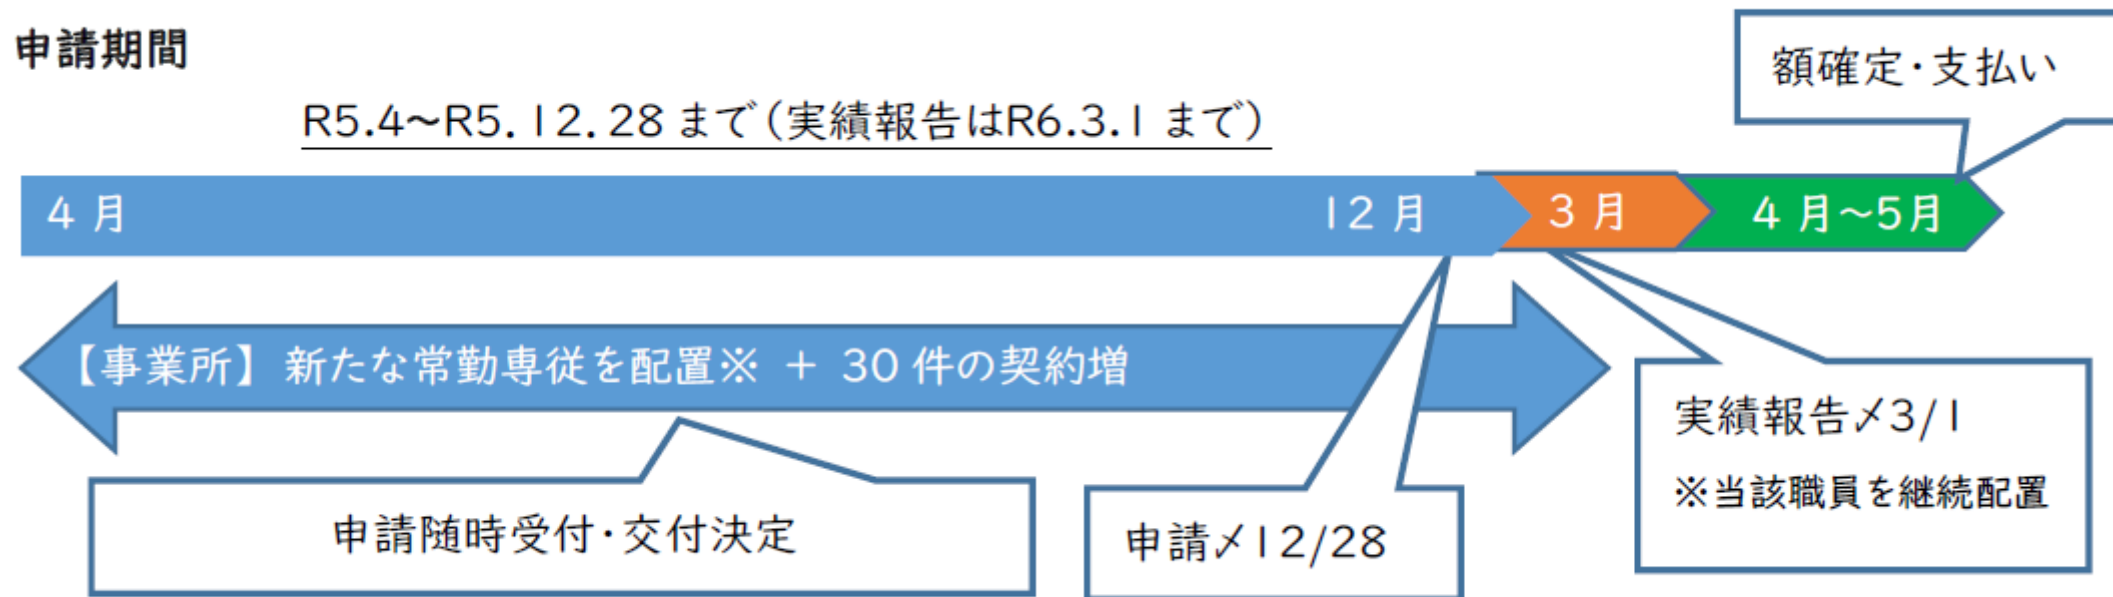 申請期間
額確定・支払い
R5.4～R5.12.28まで(実績報告はR6.3.1まで)
4月
12月
3月
4月～5月
【事業所】新たな常勤専従を配置※ ＋ 30件の契約増
実績報告〆3/1
※当該職員を継続配置
申請随時受付・交付決定
申請〆12/28